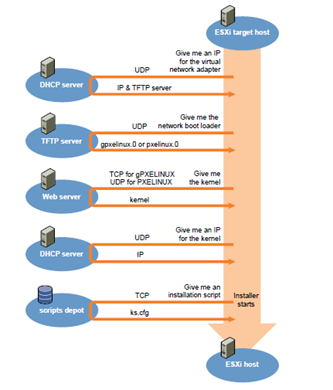 ESXi target host
Give me an IP
for the virtual
network adapter
UDP
DHCP server
IP & TFTP server
Give me the
network boot loader
UDP
TFTP server
gpxelinux.0 or pxelinux.0
TCP for gPXELINUX
UDP for PXELINUX
Give me
the kernel
Web server
kernel
Give me an IP
for the kernel
UDP
DHCP server
IP
Give me an
installation script
TCP
Installer
starts
scripts depot
ks.cfg
ESXi host